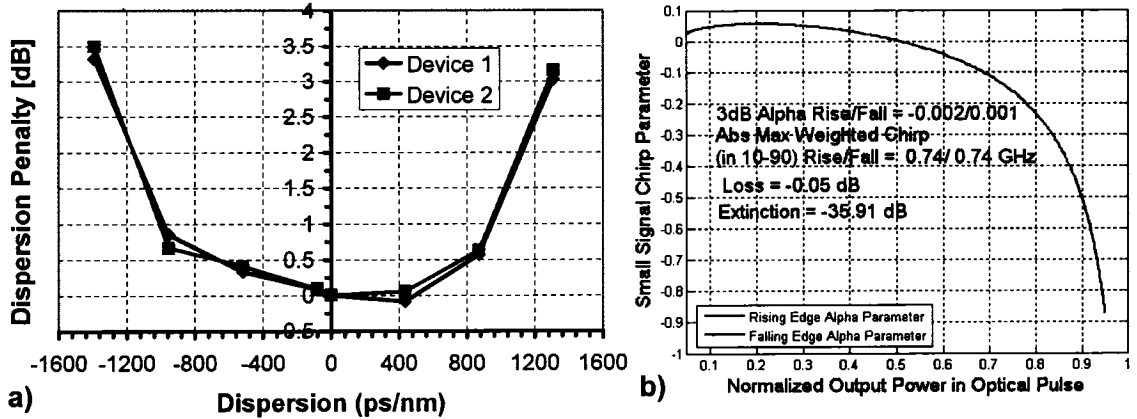 4
3.5
3
2.5
2
1.5
1
0.5
0
0.5
Dispersion Penalty [dB]
Device 1
Device 2
-1600 -1200 -800 -400 0 400 800 1200 1600
a)
Dispersion (ps/nm)
0.1
0
-0.1
-0.2
-0.3
-0.4
-0.5
-0.6
-0.7
-0.8
-0.9
-1
Small Signal Chirp Parameter
3dB Alpha Rise/Fall = -0.002/0.001
Abs Max Weighted Chirp
(in 10-90) Rise/Fall = 0.74/ 0.74 GHz
Loss = -0.05 dB
Extinction = -35.91 dB
Rising Edge Alpha Parameter
Falling Edge Alpha Parameter
0.1 0.2 0.3 0.4 0.5 0.6 0.7 0.8 0.9 1
b)
Normalized Output Power in Optical Pulse